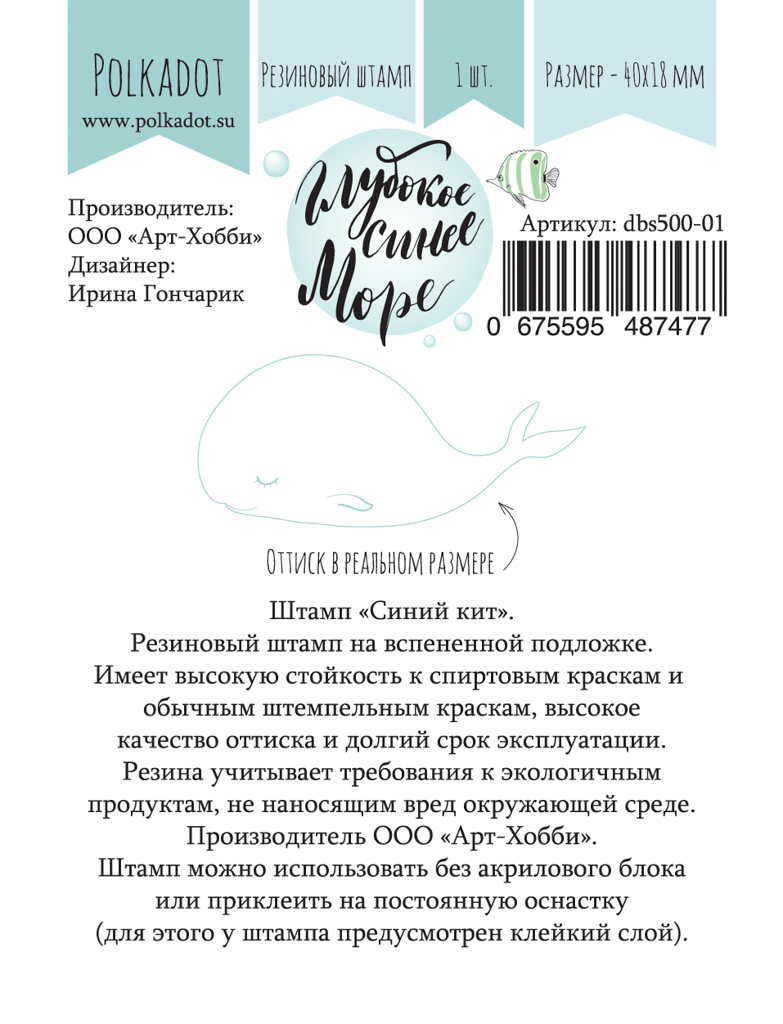 POLKADOT
www.polkadot.su
Резиновый штамп
1 шт.
Размер - 40х18 мм
Производитель:
ООО «Арт-Хобби»
Дизайнер:
Ирина Гончарик
Глубокое
синее
Море
Артикул: dbs500-01
0 675595 487477
Оттиск в реальном размере
Штамп «Синий кит».
Резиновый штамп на вспененной подложке.
Имеет высокую стойкость к спиртовым краскам и
обычным штемпельным краскам, высокое
качество оттиска и долгий срок эксплуатации.
Резина учитывает требования к экологичным
продуктам, не наносящим вред окружающей среде.
Производитель ООО «Арт-Хобби».
Штамп можно использовать без акрилового блока
или приклеить на постоянную оснастку
(для этого у штампа предусмотрен клейкий слой).